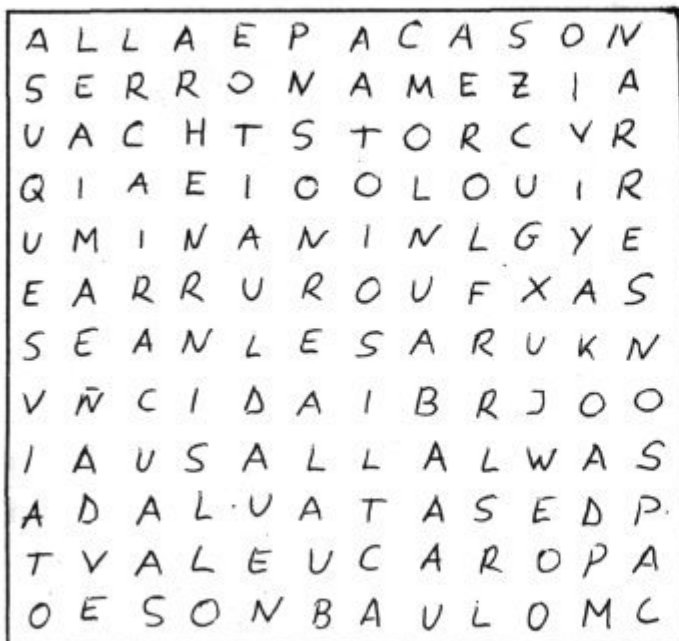 A L L A E P A C A S O N
S E R R O N A M E Z I A
U A C H T S T O R C V R
Q I A E I O O L O U I R
U M I N A N I N L G Y E
E A R R U R O U F X A S
S E A N L E S A R U K N
V Ñ C I D A I B R J O O
I A U S A L L A L W A S
A D A L U A T A S E D P
T V A L E U C A R O P A
O E S O N B A U L O M C